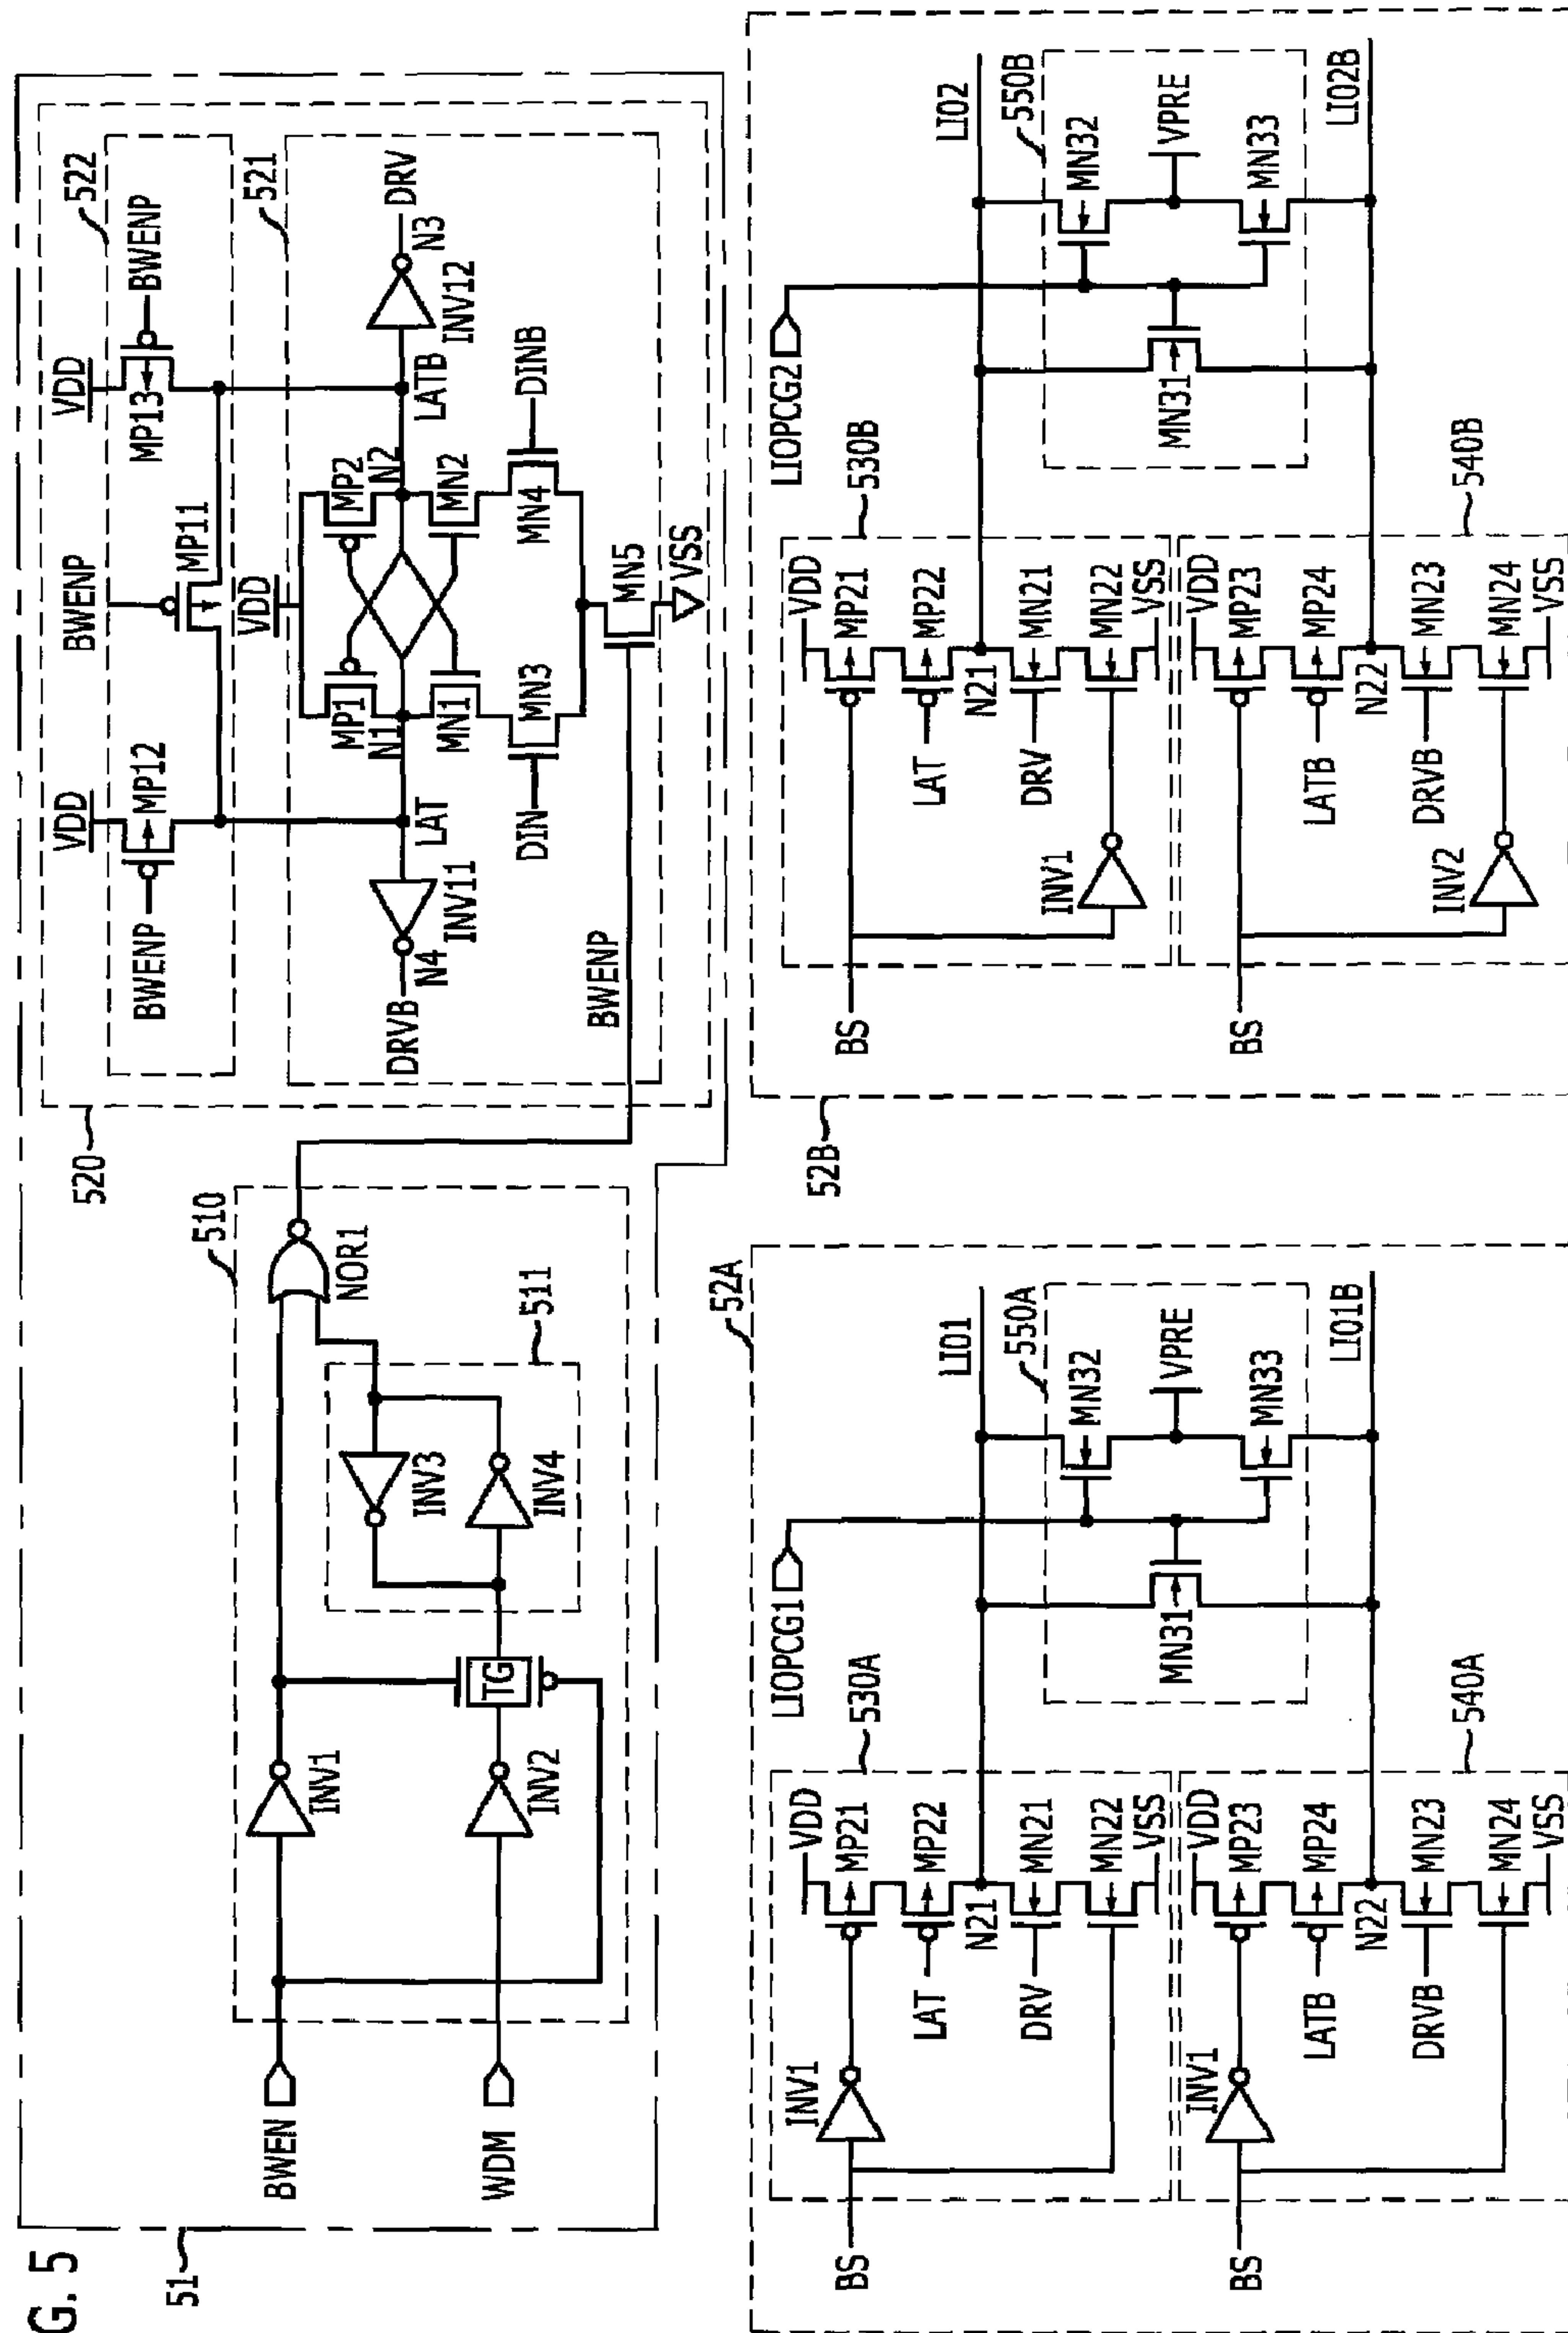 G. 5
51
BWEN
WDM
510
INV1
INV2
TG
511
INV3
INV4
NOR1
520
522
BWENP
VDD
MP12
BWENP
MP11
VDD
MP13
BWENP
521
VDD
MP1
MP2
N1
N2
LAT
LATB
MN1
MN2
DRVB
N4
INV11
INV12
N3
DRV
DIN
MN3
MN4
DINB
BWENP
MN5
VSS
52A
530A
BS
INV1
VDD
MP21
LAT
MP22
N21
DRV
MN21
MN22
VSS
540A
BS
INV1
VDD
MP23
LATB
MP24
N22
DRVB
MN23
MN24
VSS
LIOPCG1
LIO1
550A
MN31
MN32
VPRE
MN33
LIO1B
52B
530B
BS
VDD
MP21
LAT
MP22
N21
DRV
MN21
INV1
MN22
VSS
540B
BS
VDD
MP23
LATB
MP24
N22
DRVB
MN23
INV2
MN24
VSS
LIOPCG2
LIO2
550B
MN31
MN32
VPRE
MN33
LIO2B